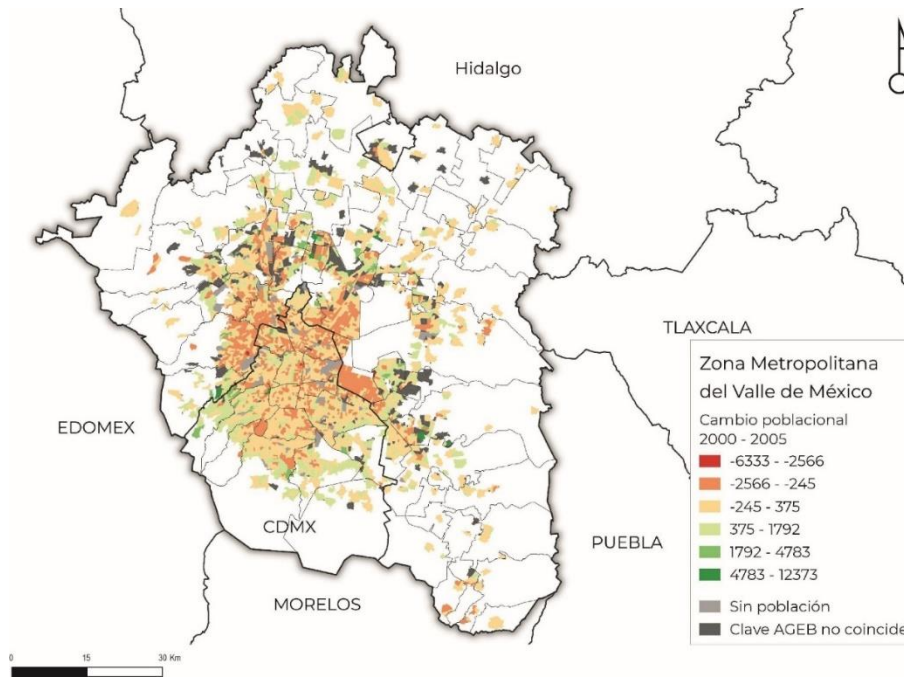 Hidalgo
TLAXCALA
EDOMEX
CDMX
PUEBLA
MORELOS
Zona Metropolitana
del Valle de México
Cambio poblacional
2000 - 2005
-6333 - -2566
-2566 - -245
-245 - 375
375 - 1792
1792 - 4783
4783 - 12373
Sin población
Clave AGEB no coincide
0 15 30 Km